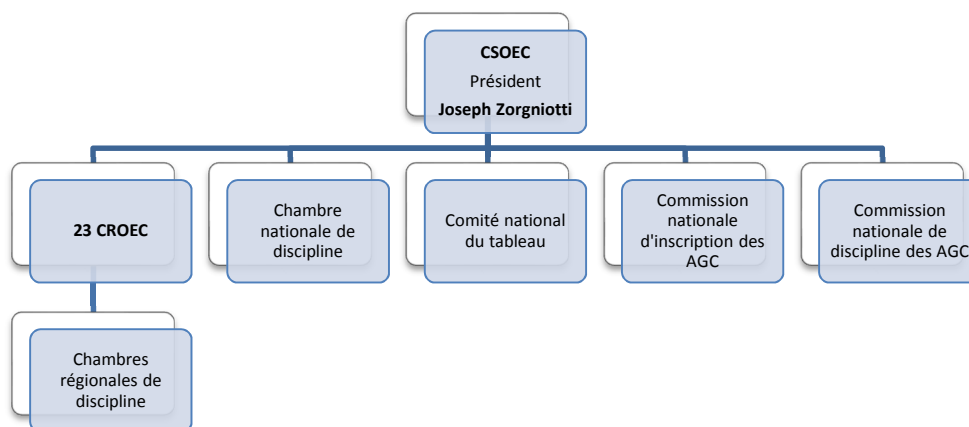 CSOEC
Président
Joseph Zorgniotti
23 CROEC
Chambre
nationale de
discipline
Comité national
du tableau
Commission
nationale
d'inscription des
AGC
Commission
nationale de
discipline des AGC
Chambres
régionales de
discipline